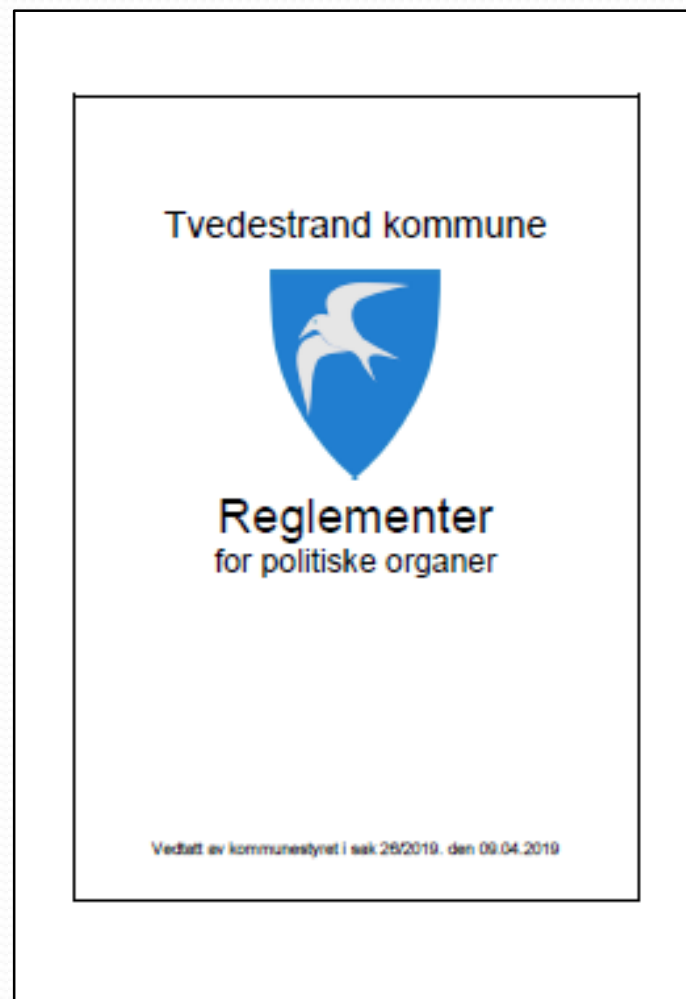 Tvedestrand kommune
Reglementer
for politiske organer
Vedtatt av kommunestyret i sak 26/2019. den 09.04.2019